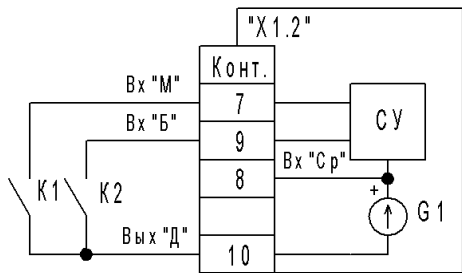 "X1.2"
Конт.
Вх "М"
7
Вх "Б"
9
СУ
Вх "Ср"
8
К1
К2
+
G1
Вых "Д"
10